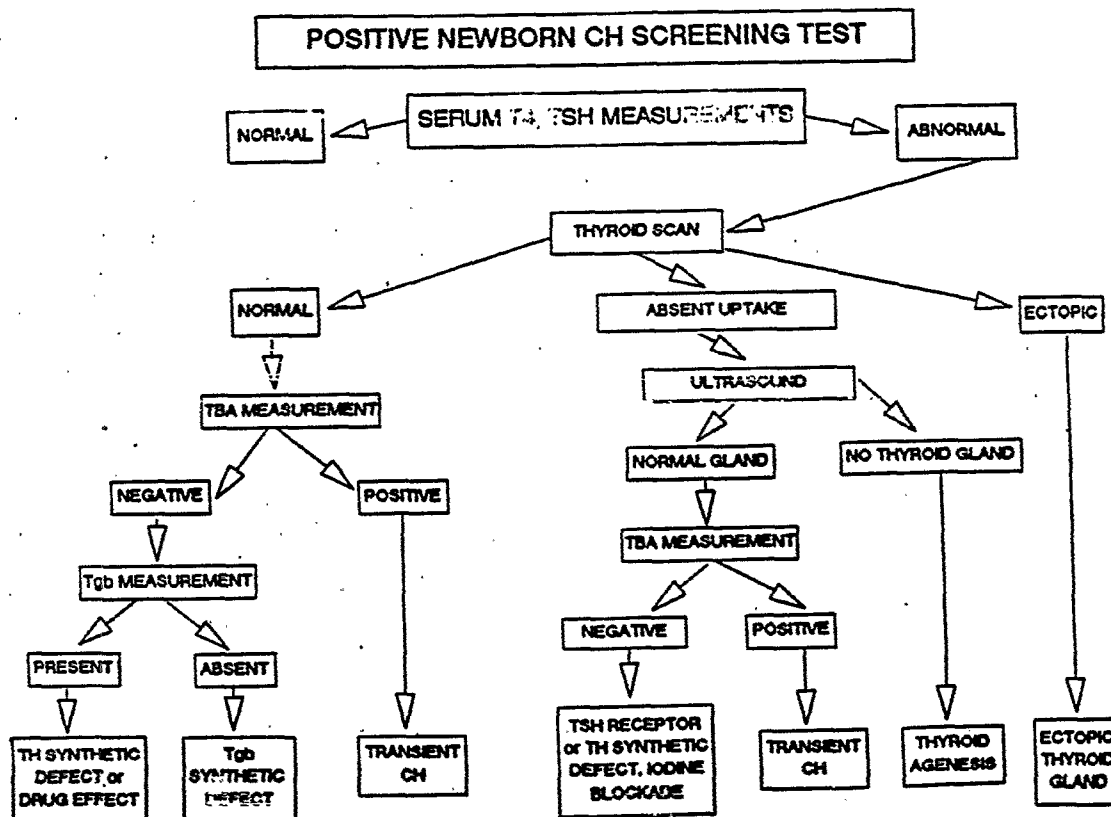 POSITIVE NEWBORN CH SCREENING TEST
SERUM T4, TSH MEASUREMENTS
NORMAL
ABNORMAL
THYROID SCAN
NORMAL
ABSENT UPTAKE
ECTOPIC
ULTRASOUND
TBA MEASUREMENT
NORMAL GLAND
NO THYROID GLAND
NEGATIVE
POSITIVE
TBA MEASUREMENT
Tgb MEASUREMENT
NEGATIVE
POSITIVE
PRESENT
ABSENT
TH SYNTHETIC
DEFECT or
DRUG EFFECT
Tgb
SYNTHETIC
DEFECT
TRANSIENT
CH
TSH RECEPTOR
or TH SYNTHETIC
DEFECT, IODINE
BLOCKADE
TRANSIENT
CH
THYROID
AGENESIS
ECTOPIC
THYROID
GLAND